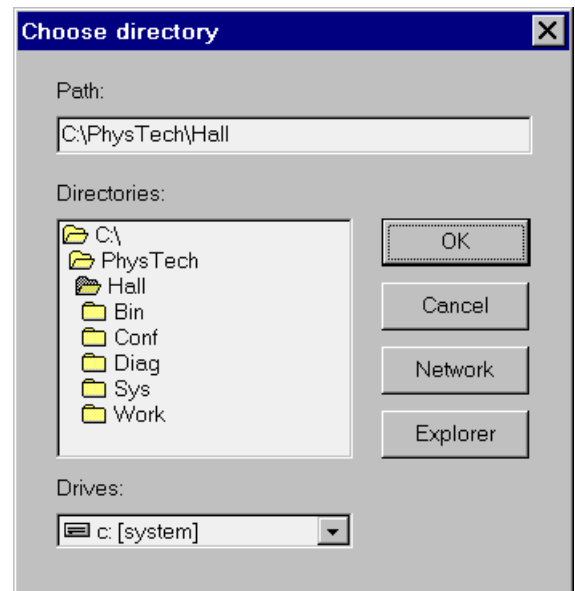 Choose directory
Path:
C:\PhysTech\Hall
Directories:
C:\
PhysTech
Hall
Bin
Conf
Diag
Sys
Work
OK
Cancel
Network
Explorer
Drives:
c: [system]